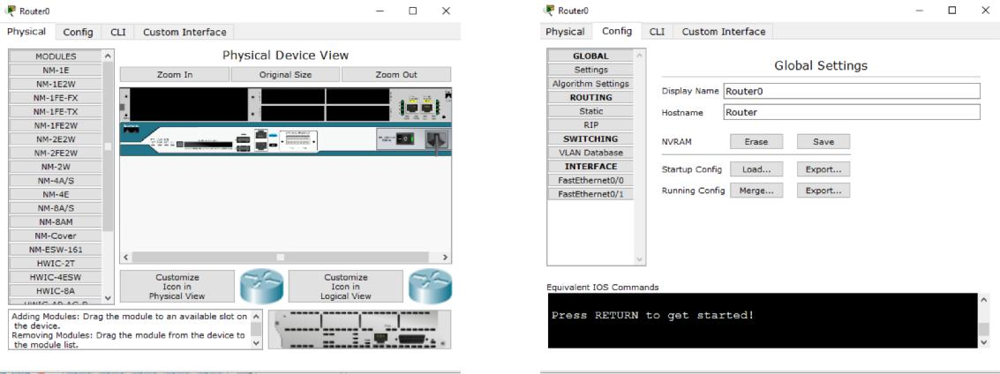 Router0
Physical Config CLI Custom Interface
MODULES
NM-1E
NM-1E2W
NM-1FE-FX
NM-1FE-TX
NM-1FE2W
NM-2E2W
NM-2FE2W
NM-2W
NM-4A/S
NM-4E
NM-8A/S
NM-8AM
NM-Cover
NM-ESW-161
HWIC-2T
HWIC-4ESW
HWIC-8A
Physical Device View
Zoom In Original Size Zoom Out
Customize
Icon in
Physical View
Customize
Icon in
Logical View
Adding Modules: Drag the module to an available slot on
the device.
Removing Modules: Drag the module from the device to
the module list.
Router0
Physical Config CLI Custom Interface
GLOBAL
Settings
Algorithm Settings
ROUTING
Static
RIP
SWITCHING
VLAN Database
INTERFACE
FastEthernet0/0
FastEthernet0/1
Global Settings
Display Name Router0
Hostname Router
NVRAM Erase Save
Startup Config Load... Export...
Running Config Merge... Export...
Equivalent IOS Commands
Press RETURN to get started!